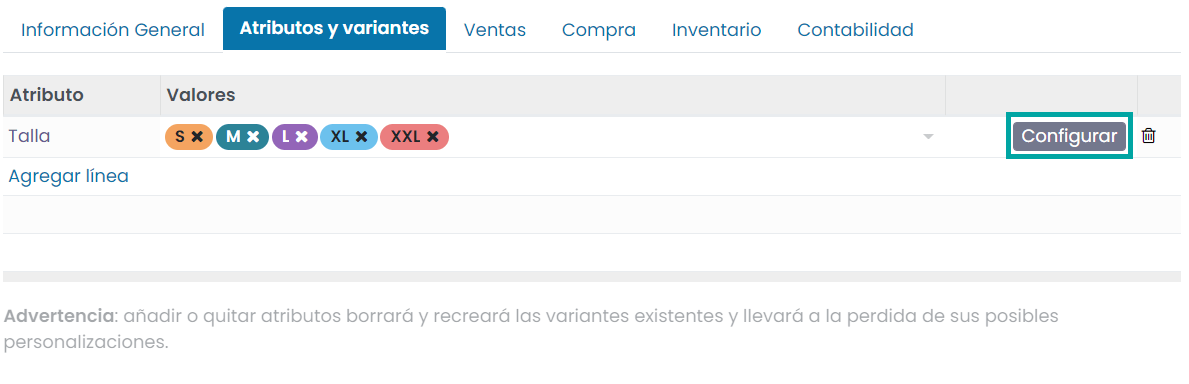 Información General Atributos y variantes Ventas Compra Inventario Contabilidad
Atributo Valores
Talla S M L XL XXL Configurar
Agregar línea
Advertencia: añadir o quitar atributos borrará y recreará las variantes existentes y llevará a la perdida de sus posibles
personalizaciones.